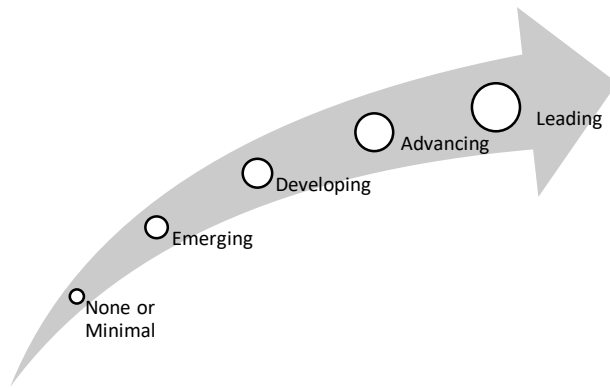 Leading
Advancing
Developing
Emerging
None or
Minimal